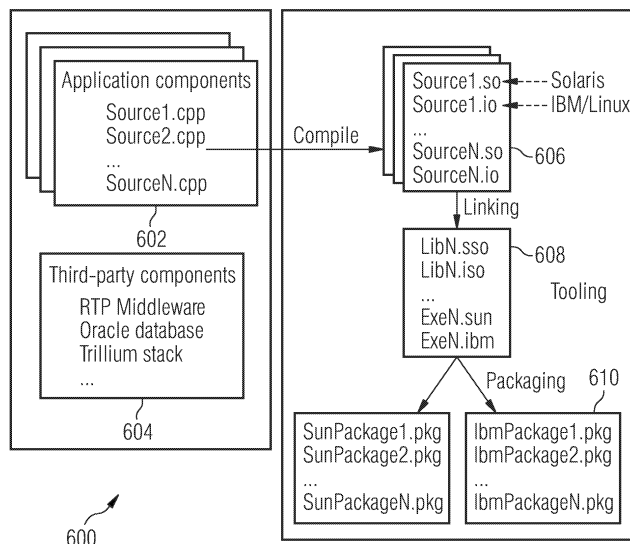 Application components
Source1.cpp
Source2.cpp
...
SourceN.cpp
602
Third-party components
RTP Middleware
Oracle database
Trillium stack
...
604
600
Compile
Source1.so
Source1.io
...
SourceN.so
SourceN.io
Solaris
IBM/Linux
606
Linking
LibN.sso
LibN.iso
...
ExeN.sun
ExeN.ibm
608
Tooling
Packaging
610
SunPackage1.pkg
SunPackage2.pkg
...
SunPackageN.pkg
IbmPackage1.pkg
IbmPackage2.pkg
...
IbmPackageN.pkg